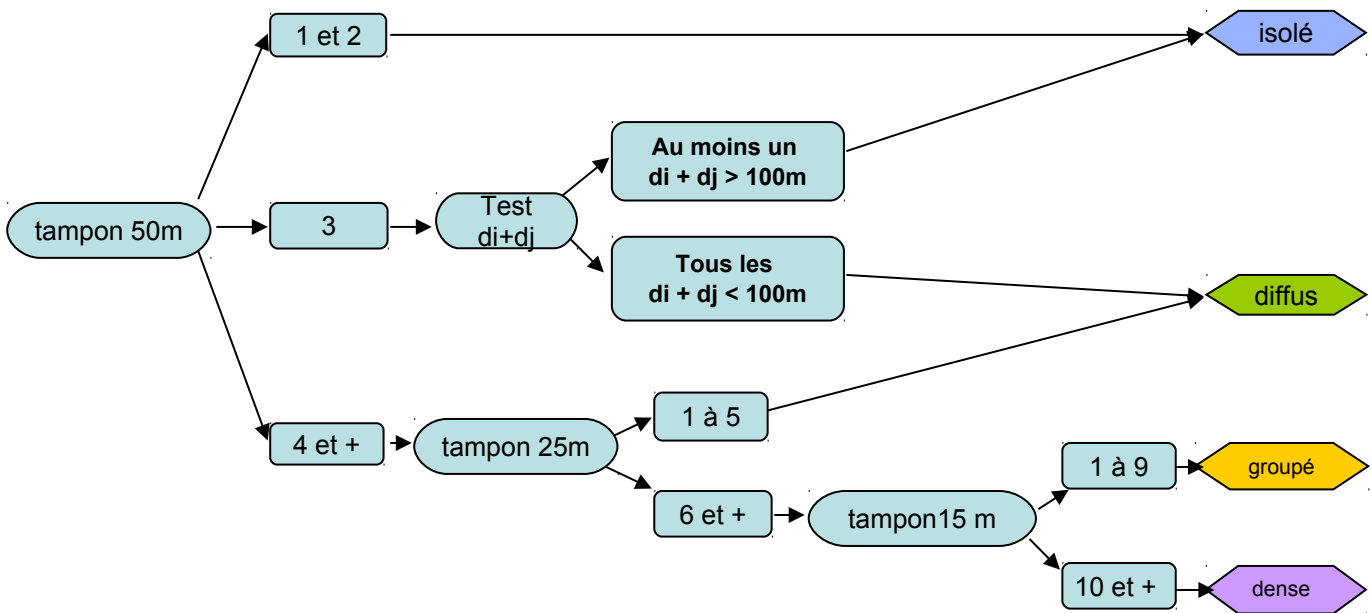 1 et 2
isolé
Au moins un
di + dj > 100m
tampon 50m
3
Test
di+dj
Tous les
di + dj < 100m
diffus
4 et +
tampon 25m
1 à 5
6 et +
tampon15 m
1 à 9
groupé
10 et +
dense